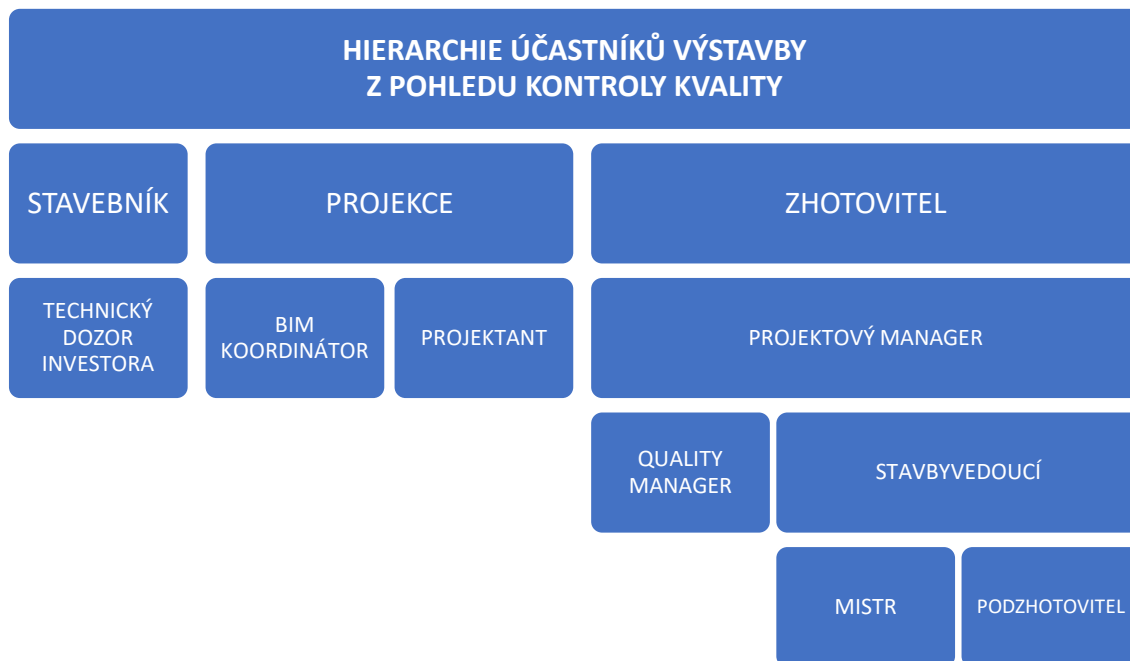 HIERARCHIE ÚČASTNÍKŮ VÝSTAVBY
Z POHLEDU KONTROLY KVALITY
STAVEBNÍK
PROJEKCE
ZHOTOVITEL
TECHNICKÝ
DOZOR
INVESTORA
BIM
KOORDINÁTOR
PROJEKTANT
PROJEKTOVÝ MANAGER
QUALITY
MANAGER
STAVBYVEDOUCÍ
MISTR
PODZHOTOVITEL